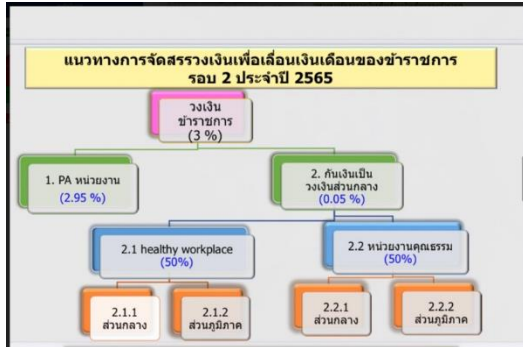 แนวทางการจัดสรรวงเงินเพื่อเลื่อนเงินเดือนของข้าราชการ
รอบ 2 ประจำปี 2565
วงเงิน
ข้าราชการ
(3 %)
1. PA หน่วยงาน
(2.95 %)
2. กันเงินเป็น
วงเงินส่วนกลาง
(0.05 %)
2.1 healthy workplace
(50%)
2.2 หน่วยงานคุณธรรม
(50%)
2.1.1
ส่วนกลาง
2.1.2
ส่วนภูมิภาค
2.2.1
ส่วนกลาง
2.2.2
ส่วนภูมิภาค